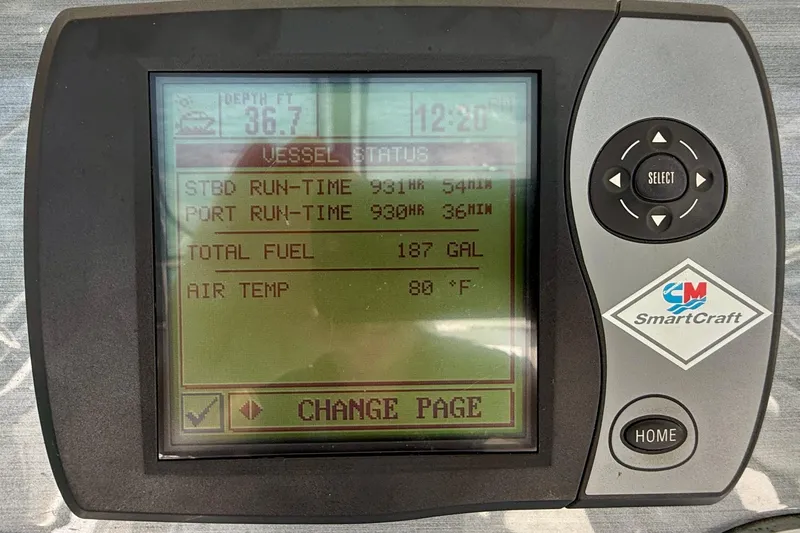 DEPTH FT
36.7
12:20
VESSEL STATUS
STBD RUN-TIME 931HR 54MIN
PORT RUN-TIME 930HR 36MIN
TOTAL FUEL 187 GAL
AIR TEMP 80 °F
CHANGE PAGE
SELECT
CM
SmartCraft
HOME